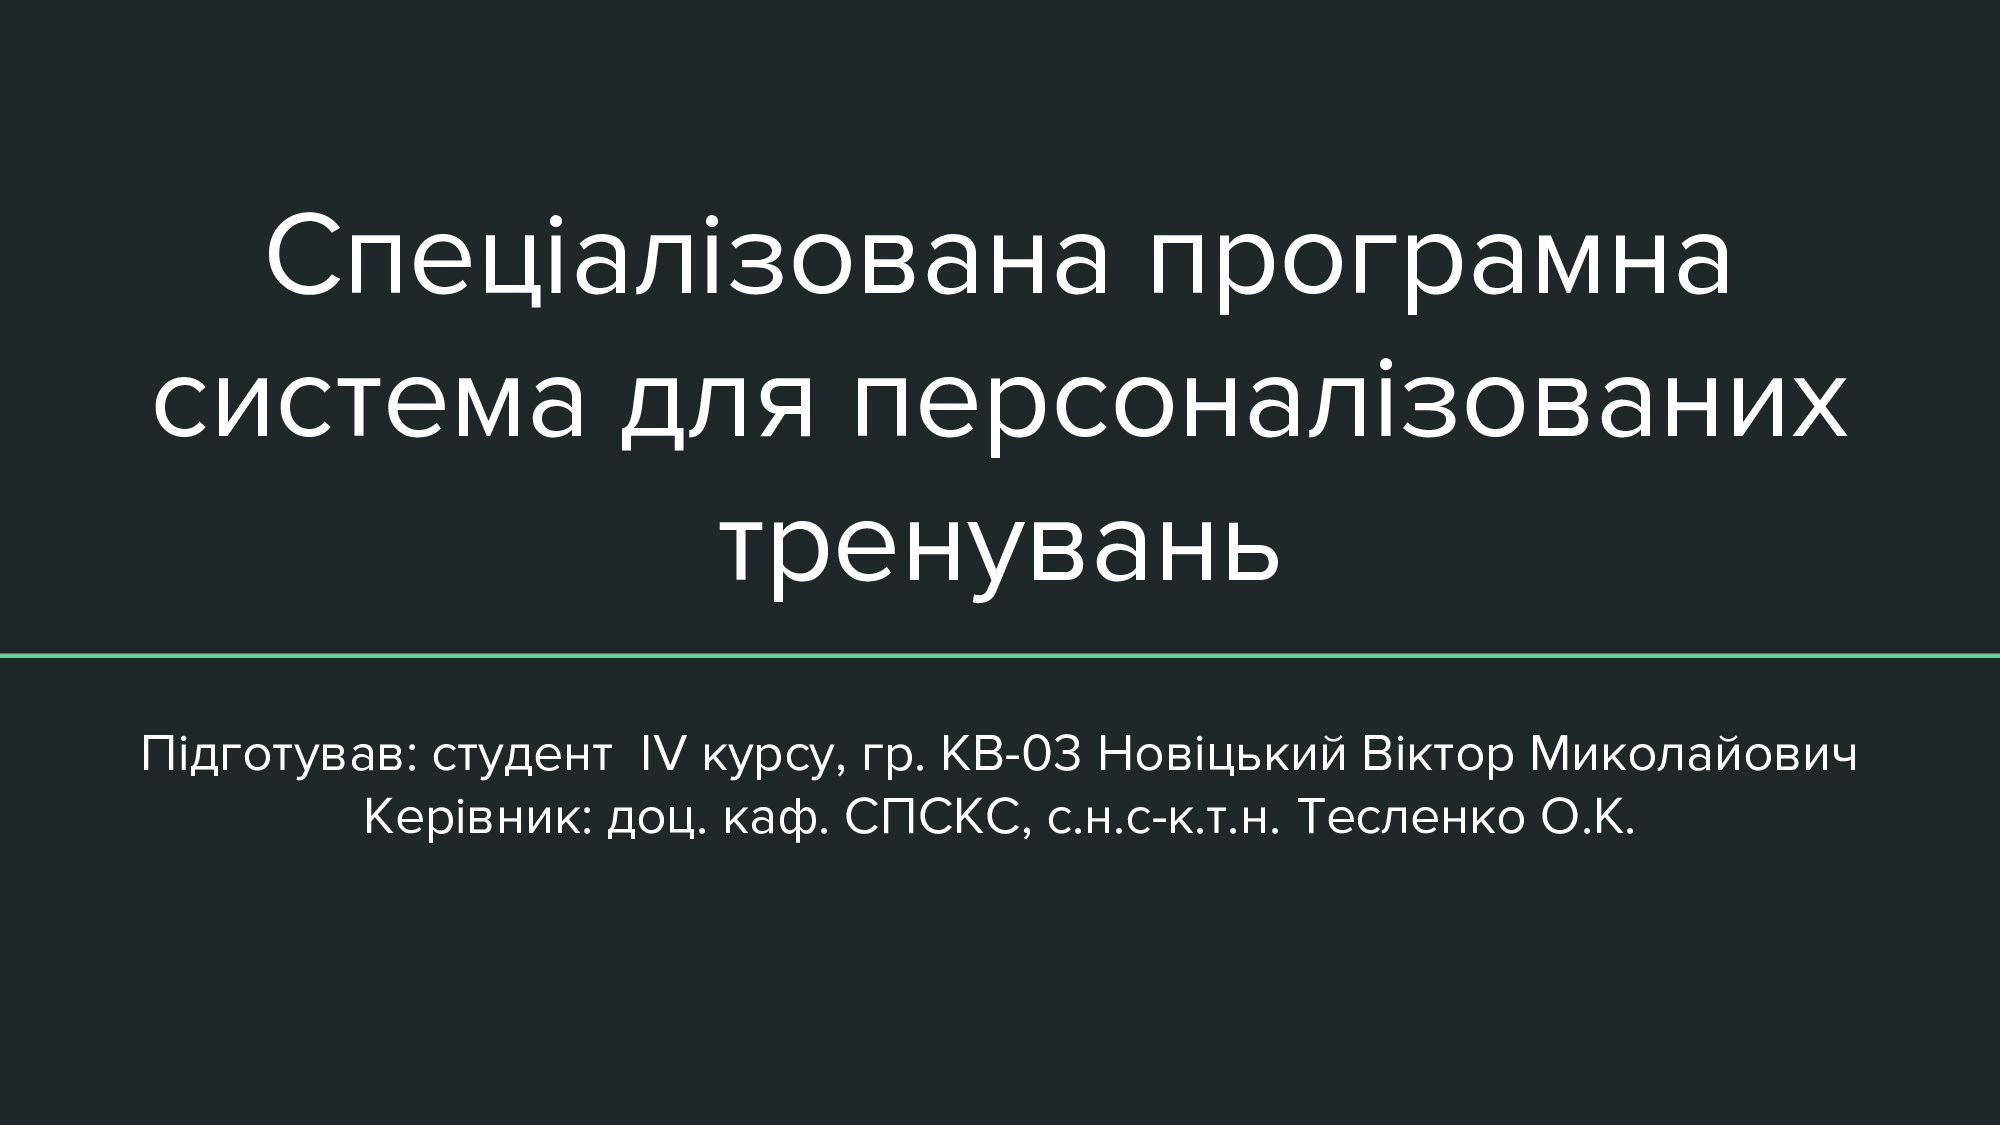 Спеціалізована програмна
система для персоналізованих
тренувань
Підготував: студент  IV курсу, гр. КВ-03 Новіцький Віктор Миколайович
Керівник: доц. каф. СПСКС, с.н.с-к.т.н. Тесленко О.К.